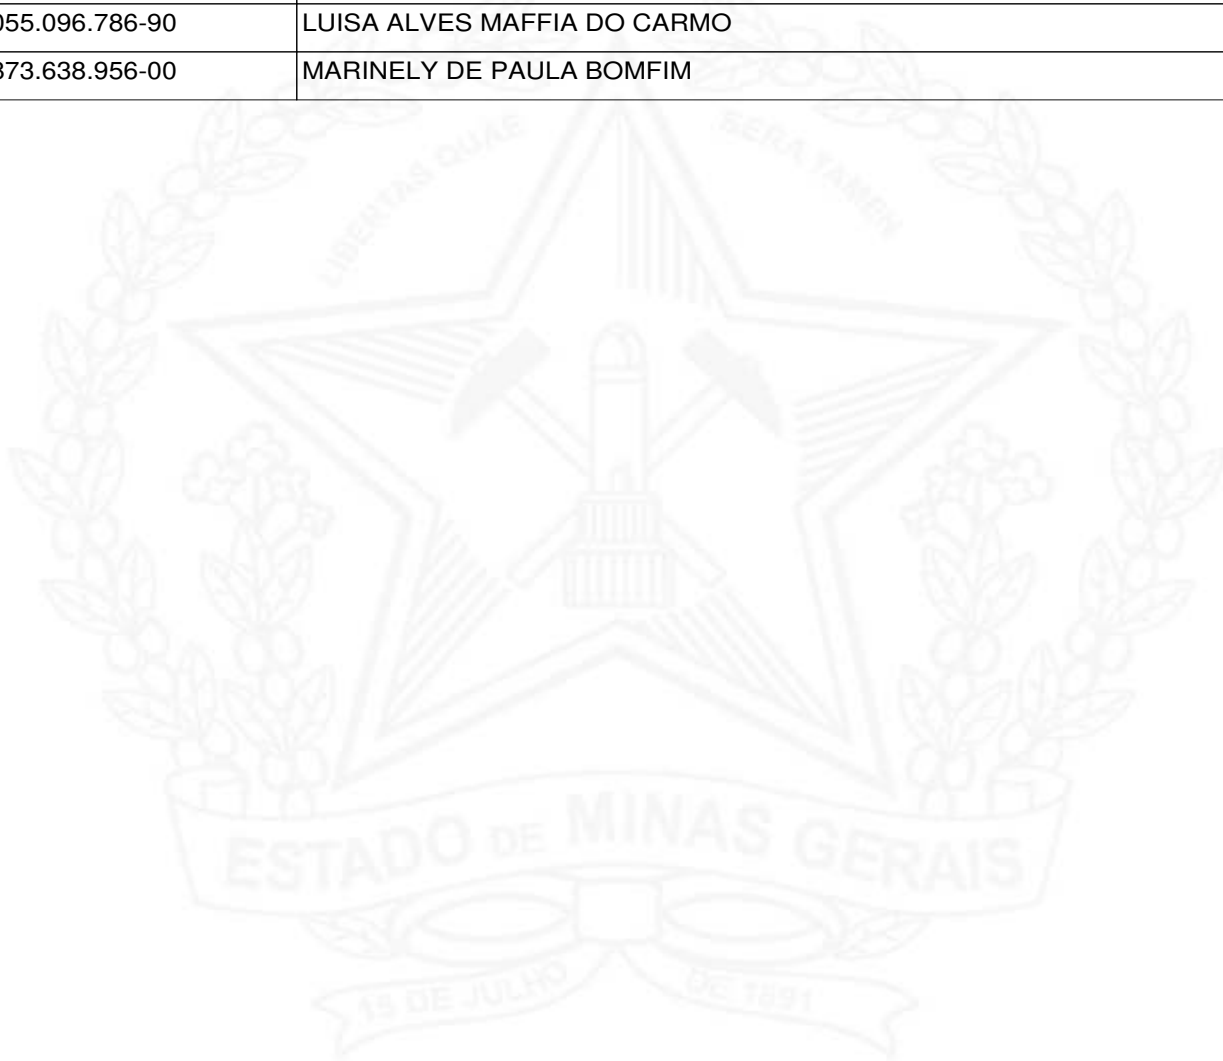 055.096.786-90 LUISA ALVES MAFFIA DO CARMO
873.638.956-00 MARINELY DE PAULA BOMFIM
LIBERTAS QUAE SERA TAMEN
ESTADO DE MINAS GERAIS
15 DE JULHO DE 1891